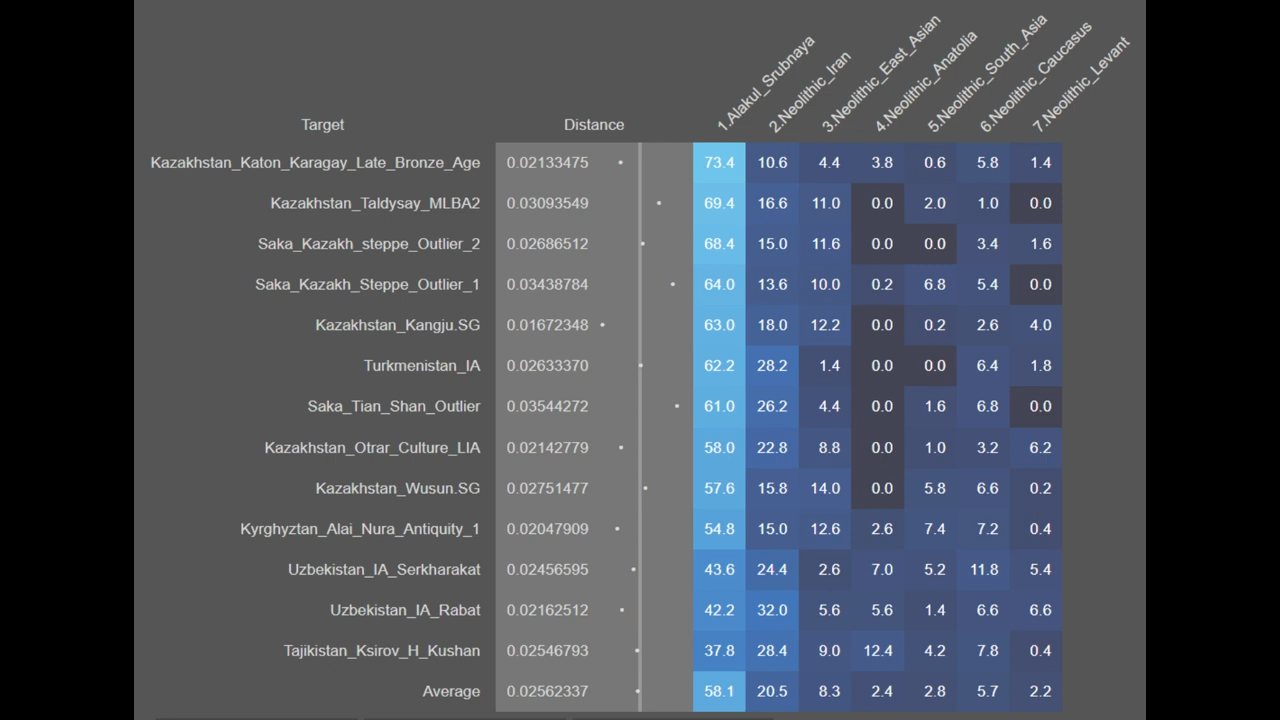 1.Alakul_Srubnaya 2.Neolithic_Iran 3.Neolithic_East_Asian 4.Neolithic_Anatolia 5.Neolithic_South_Asia 6.Neolithic_Caucasus 7.Neolithic_Levant
Target Distance
Kazakhstan_Katon_Karagay_Late_Bronze_Age 0.02133475 73.4 10.6 4.4 3.8 0.6 5.8 1.4
Kazakhstan_Taldysay_MLBA2 0.03093549 69.4 16.6 11.0 0.0 2.0 1.0 0.0
Saka_Kazakh_steppe_Outlier_2 0.02686512 68.4 15.0 11.6 0.0 0.0 3.4 1.6
Saka_Kazakh_Steppe_Outlier_1 0.03438784 64.0 13.6 10.0 0.2 6.8 5.4 0.0
Kazakhstan_Kangju.SG 0.01672348 63.0 18.0 12.2 0.0 0.2 2.6 4.0
Turkmenistan_IA 0.02633370 62.2 28.2 1.4 0.0 0.0 6.4 1.8
Saka_Tian_Shan_Outlier 0.03544272 61.0 26.2 4.4 0.0 1.6 6.8 0.0
Kazakhstan_Otrar_Culture_LIA 0.02142779 58.0 22.8 8.8 0.0 1.0 3.2 6.2
Kazakhstan_Wusun.SG 0.02751477 57.6 15.8 14.0 0.0 5.8 6.6 0.2
Kyrghyztan_Alai_Nura_Antiquity_1 0.02047909 54.8 15.0 12.6 2.6 7.4 7.2 0.4
Uzbekistan_IA_Serkharakat 0.02456595 43.6 24.4 2.6 7.0 5.2 11.8 5.4
Uzbekistan_IA_Rabat 0.02162512 42.2 32.0 5.6 5.6 1.4 6.6 6.6
Tajikistan_Ksirov_H_Kushan 0.02546793 37.8 28.4 9.0 12.4 4.2 7.8 0.4
Average 0.02562337 58.1 20.5 8.3 2.4 2.8 5.7 2.2